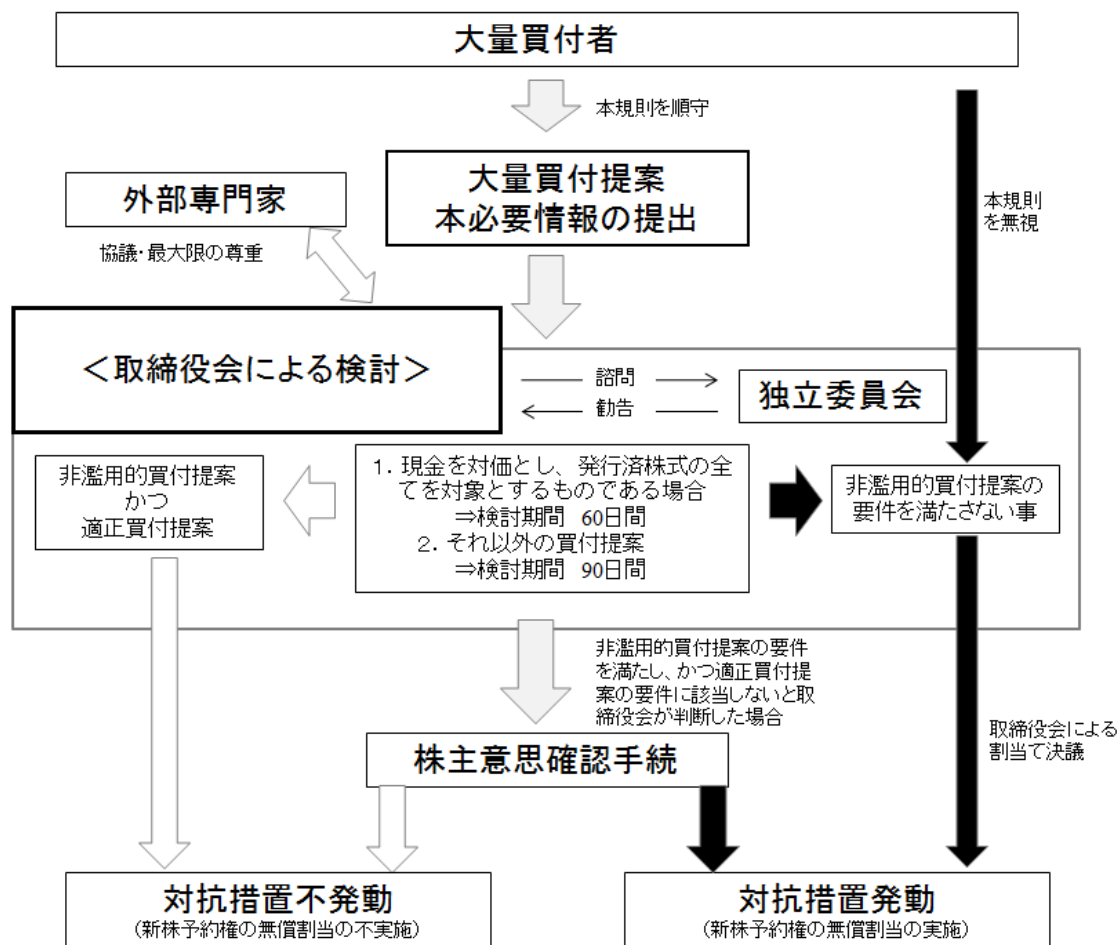 大量買付者
本規則を順守
大量買付提案
本必要情報の提出
外部専門家
協議・最大限の尊重
本規則
を無視
＜取締役会による検討＞
諮問
勧告
独立委員会
非濫用的買付提案
かつ
適正買付提案
1．現金を対価とし、発行済株式の全
てを対象とするものである場合
⇒検討期間　60日間
2．それ以外の買付提案
⇒検討期間　90日間
非濫用的買付提案の
要件を満たさない事
非濫用的買付提案の要件
を満たし、かつ適正買付提
案の要件に該当しないと取
締役会が判断した場合
取締役会による
割当て決議
株主意思確認手続
対抗措置不発動
（新株予約権の無償割当の不実施）
対抗措置発動
（新株予約権の無償割当の実施）